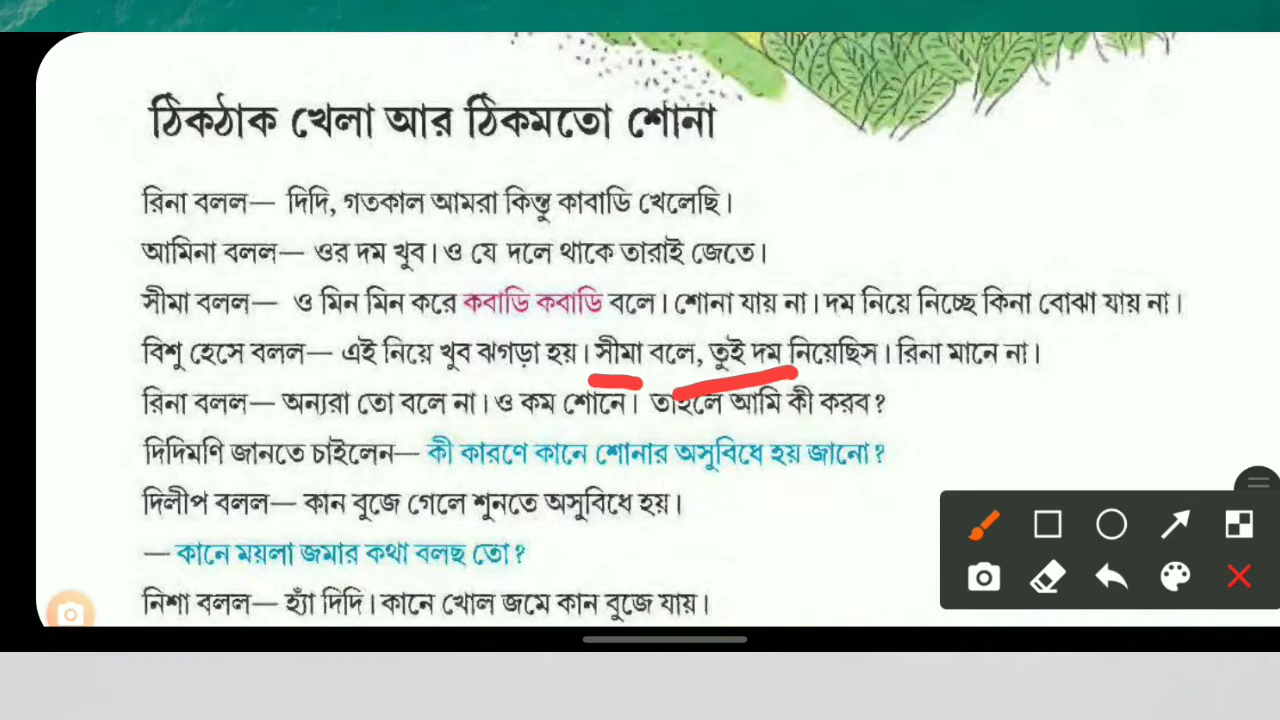 ঠিকঠাক খেলা আর ঠিকমতো শোনা
রিনা বলল— দিদি, গতকাল আমরা কিন্তু কাবাডি খেলেছি।
আমিনা বলল— ওর দম খুব। ও যে দলে থাকে তারাই জেতে।
সীমা বলল— ও মিন মিন করে কবাডি কবাডি বলে। শোনা যায় না। দম নিয়ে নিচ্ছে কিনা বোঝা যায় না।
বিশু হেসে বলল— এই নিয়ে খুব ঝগড়া হয়। সীমা বলে, তুই দম নিয়েছিস। রিনা মানে না।
রিনা বলল— অন্যরা তো বলে না। ও কম শোনে। তাহলে আমি কী করব?
দিদিমণি জানতে চাইলেন— কী কারণে কানে শোনার অসুবিধে হয় জানো?
দিলীপ বলল— কান বুজে গেলে শুনতে অসুবিধে হয়।
— কানে ময়লা জমার কথা বলছ তো?
নিশা বলল— হ্যাঁ দিদি। কানে খোল জমে কান বুজে যায়।